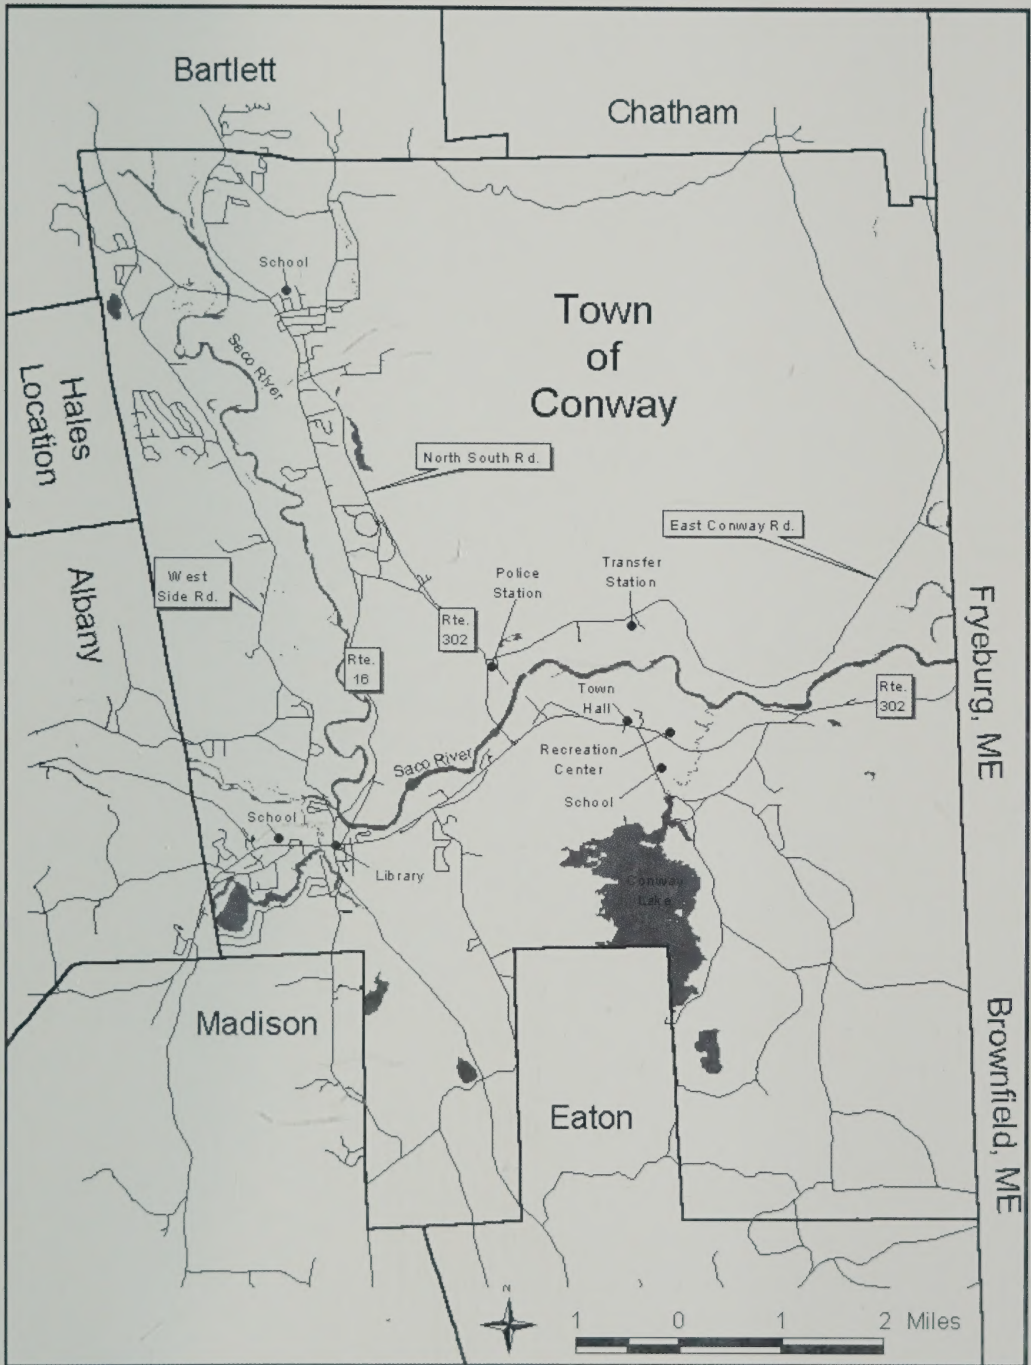 Bartlett
Chatham
School
Town
of
Conway
Saco River
Hales
Location
North South Rd.
East Conway Rd.
West
Side Rd.
Albany
Police
Station
Transfer
Station
Rte.
302
Rte.
16
Fryeburg, ME
Town
Hall
Rte.
302
Recreation
Center
Saco River
School
School
Library
Conway
Lake
Madison
Eaton
Brownfield, ME
N
1 0 1 2 Miles